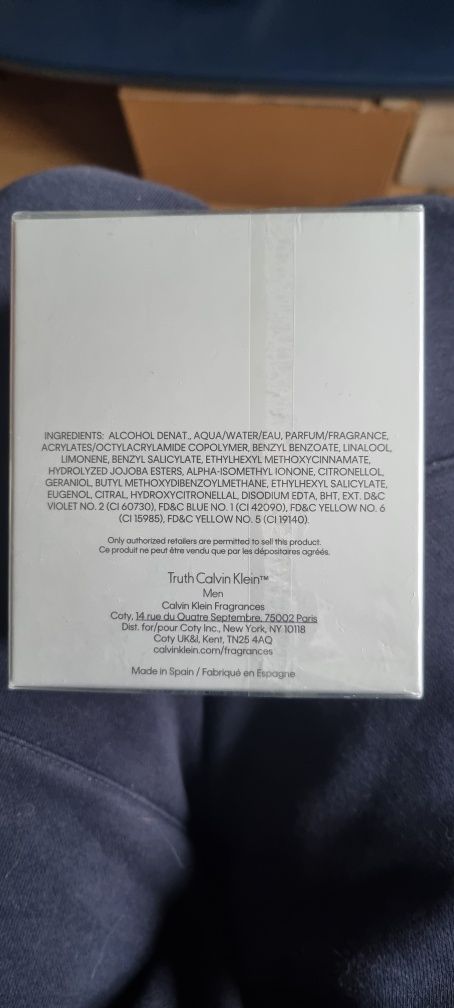 INGREDIENTS: ALCOHOL DENAT., AQUA/WATER/EAU, PARFUM/FRAGRANCE,
ACRYLATES/OCTYLACRYLAMIDE COPOLYMER, BENZYL BENZOATE, LINALOOL,
LIMONENE, BENZYL SALICYLATE, ETHYLHEXYL METHOXYCINNAMATE,
HYDROLYZED JOJOBA ESTERS, ALPHA-ISOMETHYL IONONE, CITRONELLOL,
GERANIOL, BUTYL METHOXYDIBENZOYLMETHANE, ETHYLHEXYL SALICYLATE,
EUGENOL, CITRAL, HYDROXYCITRONELLAL, DISODIUM EDTA, BHT, EXT. D&C
VIOLET NO. 2 (CI 60730), FD&C BLUE NO. 1 (CI 42090), FD&C YELLOW NO. 6
(CI 15985), FD&C YELLOW NO. 5 (CI 19140).
Only authorized retailers are permitted to sell this product.
Ce produit ne peut être vendu que par les dépositaires agréés.
Truth Calvin Klein™
Men
Calvin Klein Fragrances
Coty, 14 rue du Quatre Septembre, 75002 Paris
Dist. for/pour Coty Inc., New York, NY 10118
Coty UK&I, Kent, TN25 4AQ
calvinklein.com/fragrances
Made in Spain / Fabriqué en Espagne